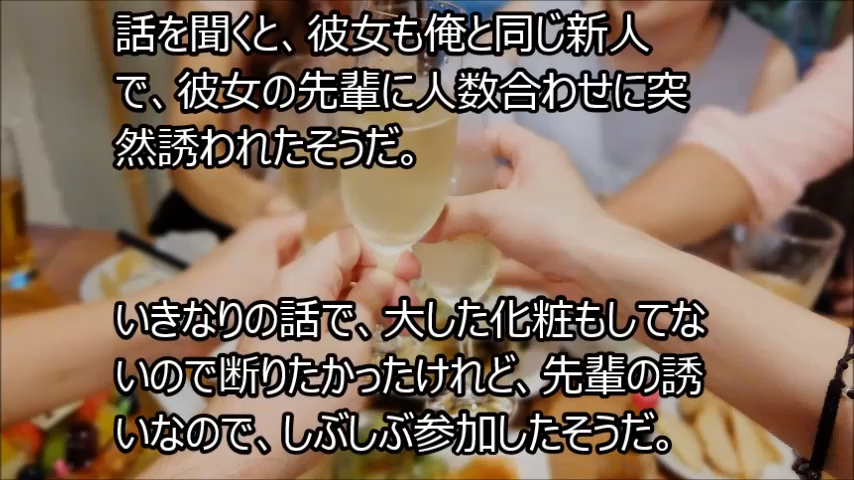 話を聞くと、彼女も俺と同じ新人
で、彼女の先輩に人数合わせに突
然誘われたそうだ。
いきなりの話で、大した化粧もしてな
いので断りたかったけれど、先輩の誘
いなので、しぶしぶ参加したそうだ。